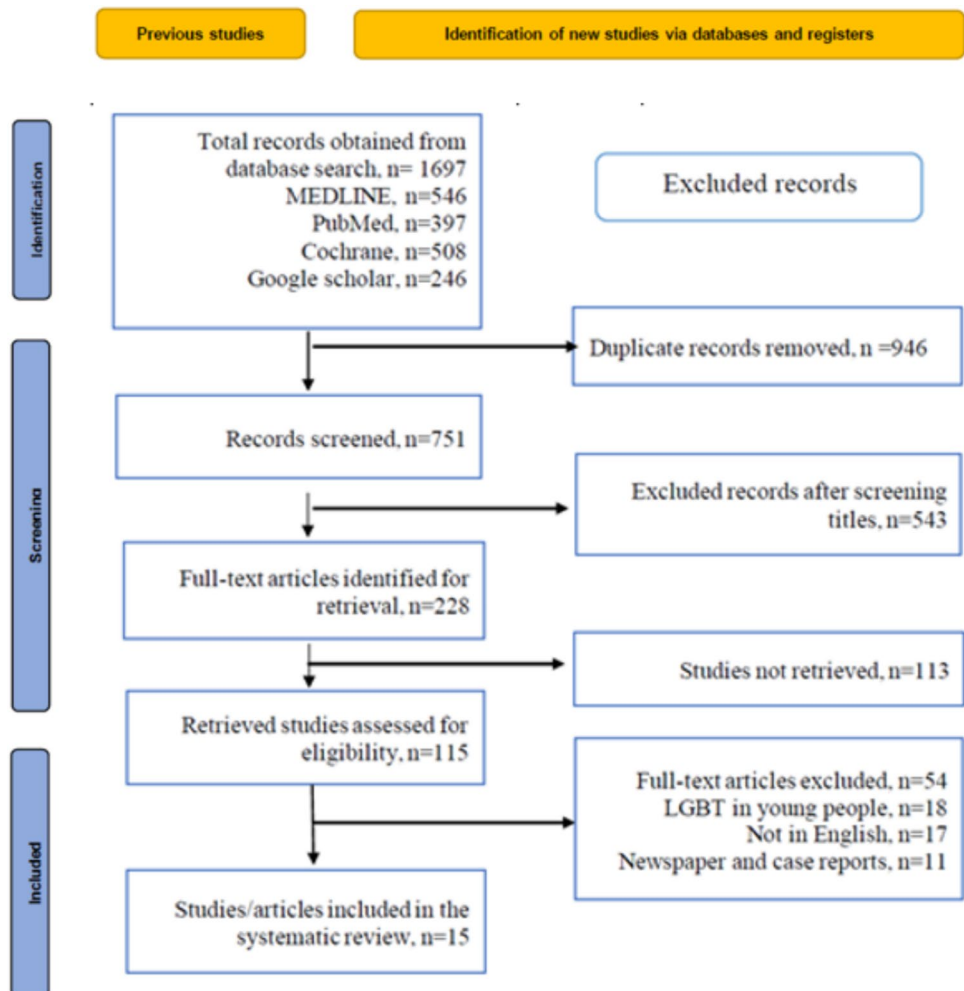 Previous studies
Identification of new studies via databases and registers
Identification
Total records obtained from
database search, n= 1697
MEDLINE, n=546
PubMed, n=397
Cochrane, n=508
Google scholar, n=246
Excluded records
Duplicate records removed, n =946
Screening
Records screened, n=751
Excluded records after screening
titles, n=543
Full-text articles identified for
retrieval, n=228
Studies not retrieved, n=113
Retrieved studies assessed for
eligibility, n=115
Included
Full-text articles excluded, n=54
LGBT in young people, n=18
Not in English, n=17
Newspaper and case reports, n=11
Studies/articles included in the
systematic review, n=15